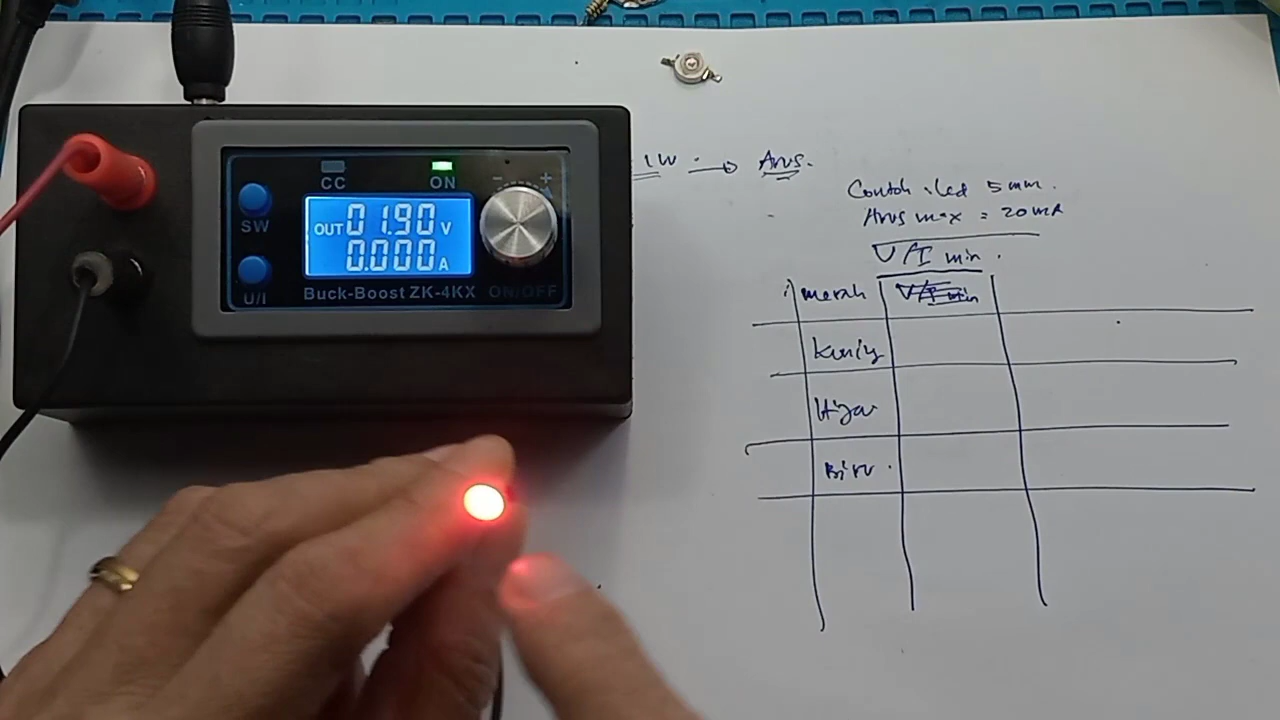 CC ON
- +
SW
OUT 01.90 V
0.000 A
U/I
Buck-Boost ZK-4KX ON/OFF
1W → Arus.
Contoh : Led 5mm.
Arus max = 20mA
V/I min.
merah
Kuning
Hijau
Biru